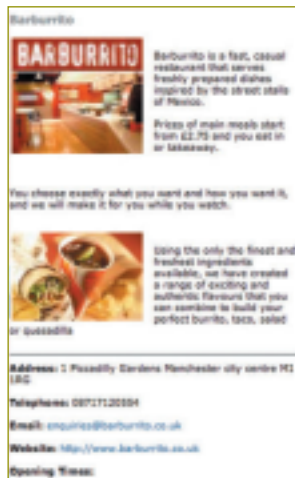 Barburrito
BARBURRITO
Barburrito is a fast, casual
restaurant that serves
freshly prepared dishes
inspired by the street stalls
of Mexico.
Prices of main meals start
from £2.75 and you eat in
or takeaway.
You choose exactly what you want and how you want it,
and we will make it for you while you watch.
Using the only the finest and
freshest ingredients
available, we have created
a range of exciting and
authentic flavours that you
can combine to build your
perfect burrito, taco, salad
or quesadilla
Address: 1 Piccadilly Gardens Manchester city centre M1
1RG
Telephone:
Email: enquiries@barburrito.co.uk
Website: http://www.barburrito.co.uk
Opening Times: